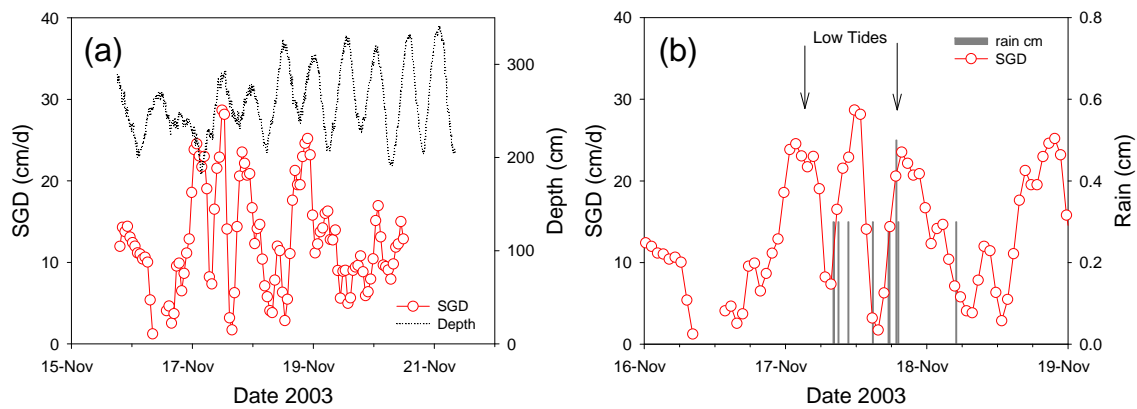 (a)
40
30
20
10
0
SGD (cm/d)
300
200
100
0
Depth (cm)
SGD
Depth
15-Nov 17-Nov 19-Nov 21-Nov
Date 2003
(b)
Low Tides
rain cm
SGD
40
30
20
10
0
SGD (cm/d)
0.8
0.6
0.4
0.2
0.0
Rain (cm)
16-Nov 17-Nov 18-Nov 19-Nov
Date 2003